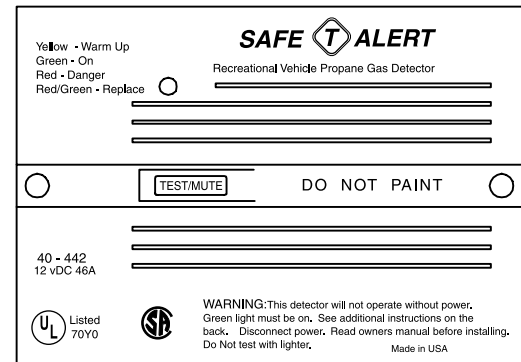 Yellow - Warm Up
Green - On
Red - Danger
Red/Green - Replace
SAFE T ALERT
Recreational Vehicle Propane Gas Detector
TEST/MUTE
DO NOT PAINT
40 - 442
12 vDC 46A
UL Listed
70Y0
SA
WARNING:This detector will not operate without power.
Green light must be on. See additional instructions on the
back. Disconnect power. Read owners manual before installing.
Do Not test with lighter.
Made in USA